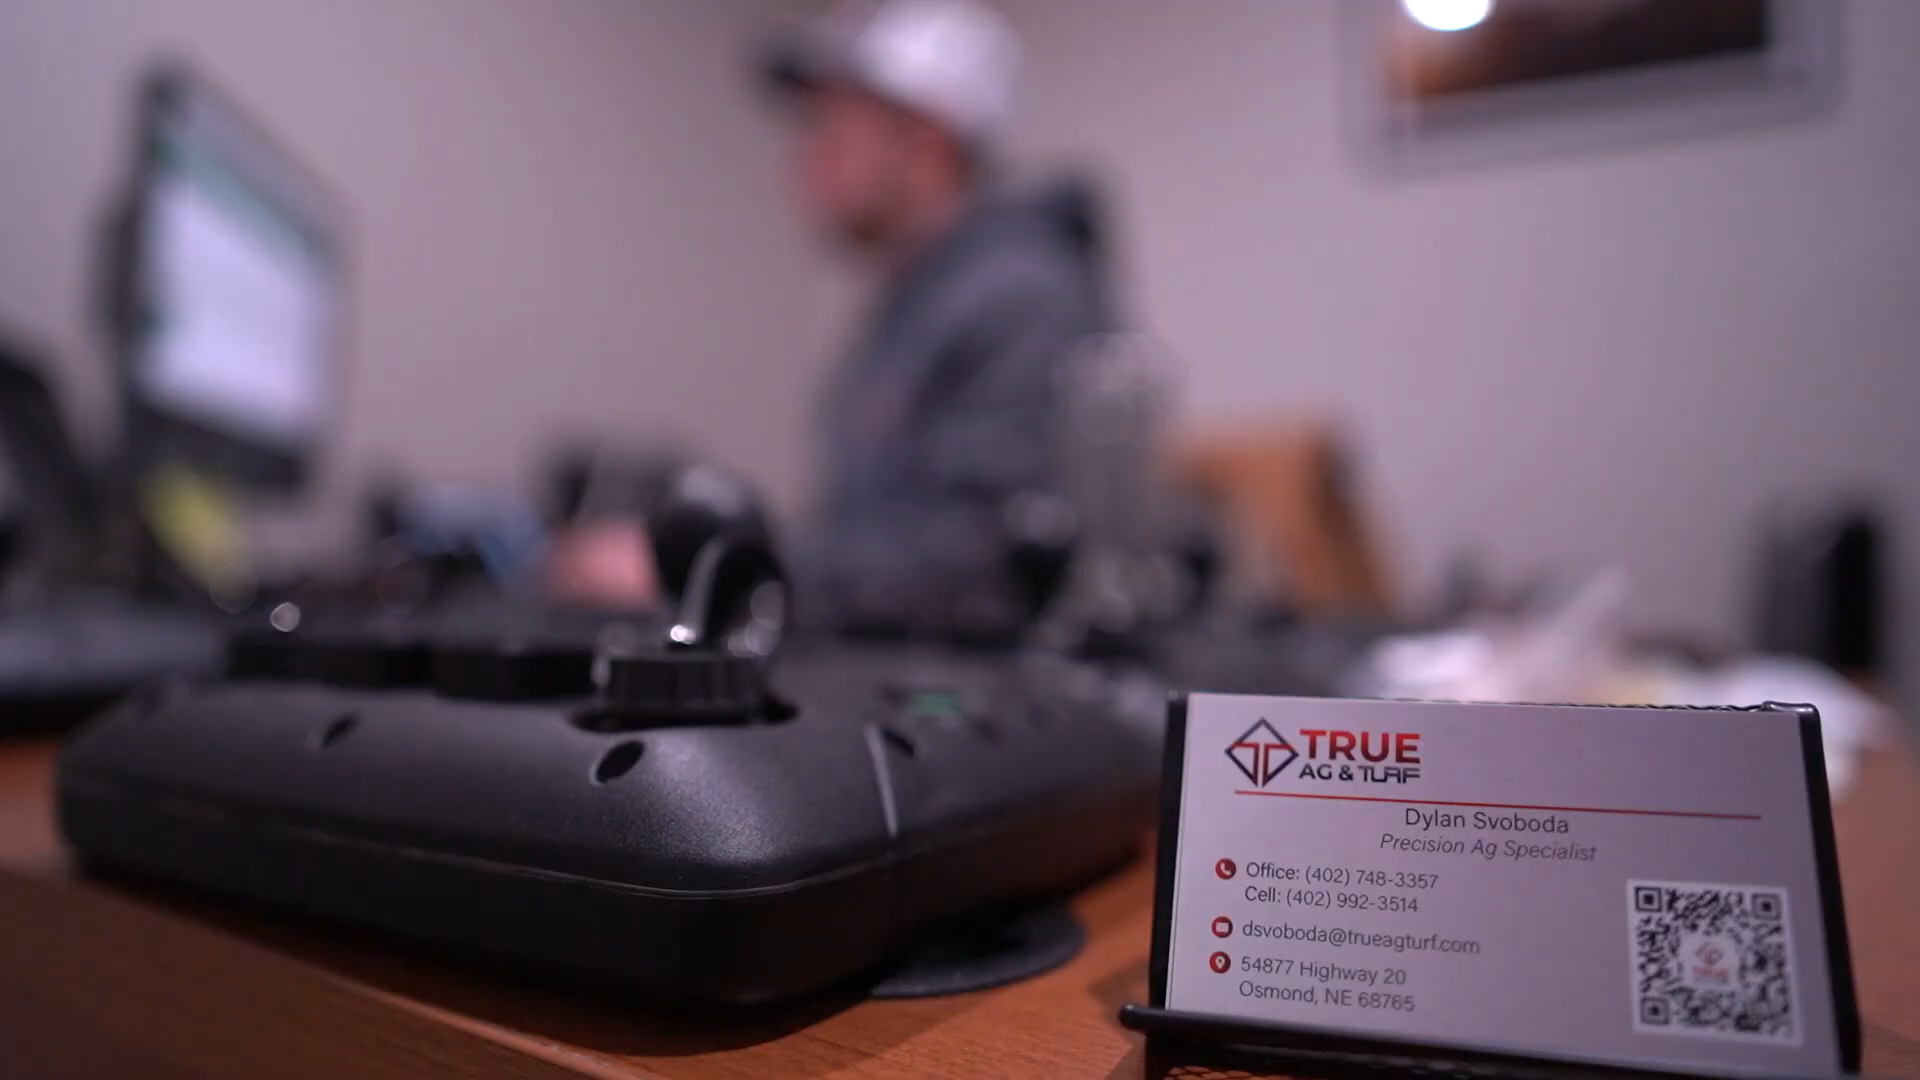 TRUE
AG & TURF
Dylan Svoboda
Precision Ag Specialist
Office: (402) 748-3357
Cell: (402) 992-3514
dsvoboda@trueagturf.com
54877 Highway 20
Osmond, NE 68765
TRUE